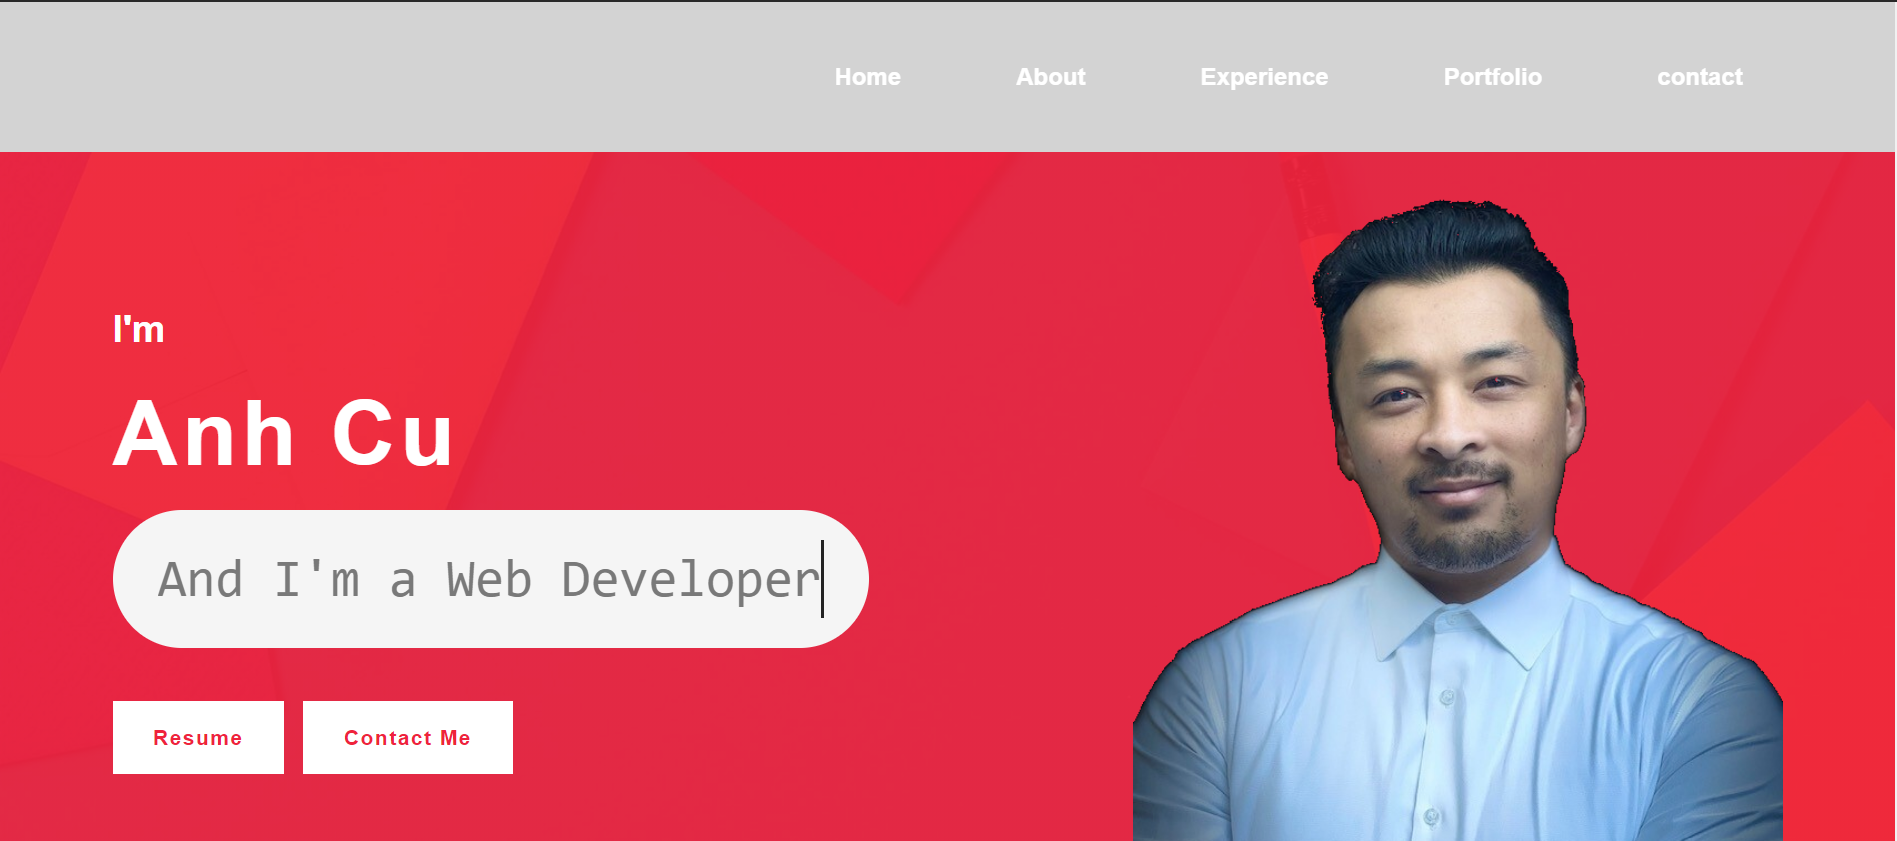 Home About Experience Portfolio contact
I'm
Anh Cu
And I'm a Web Developer
Resume Contact Me